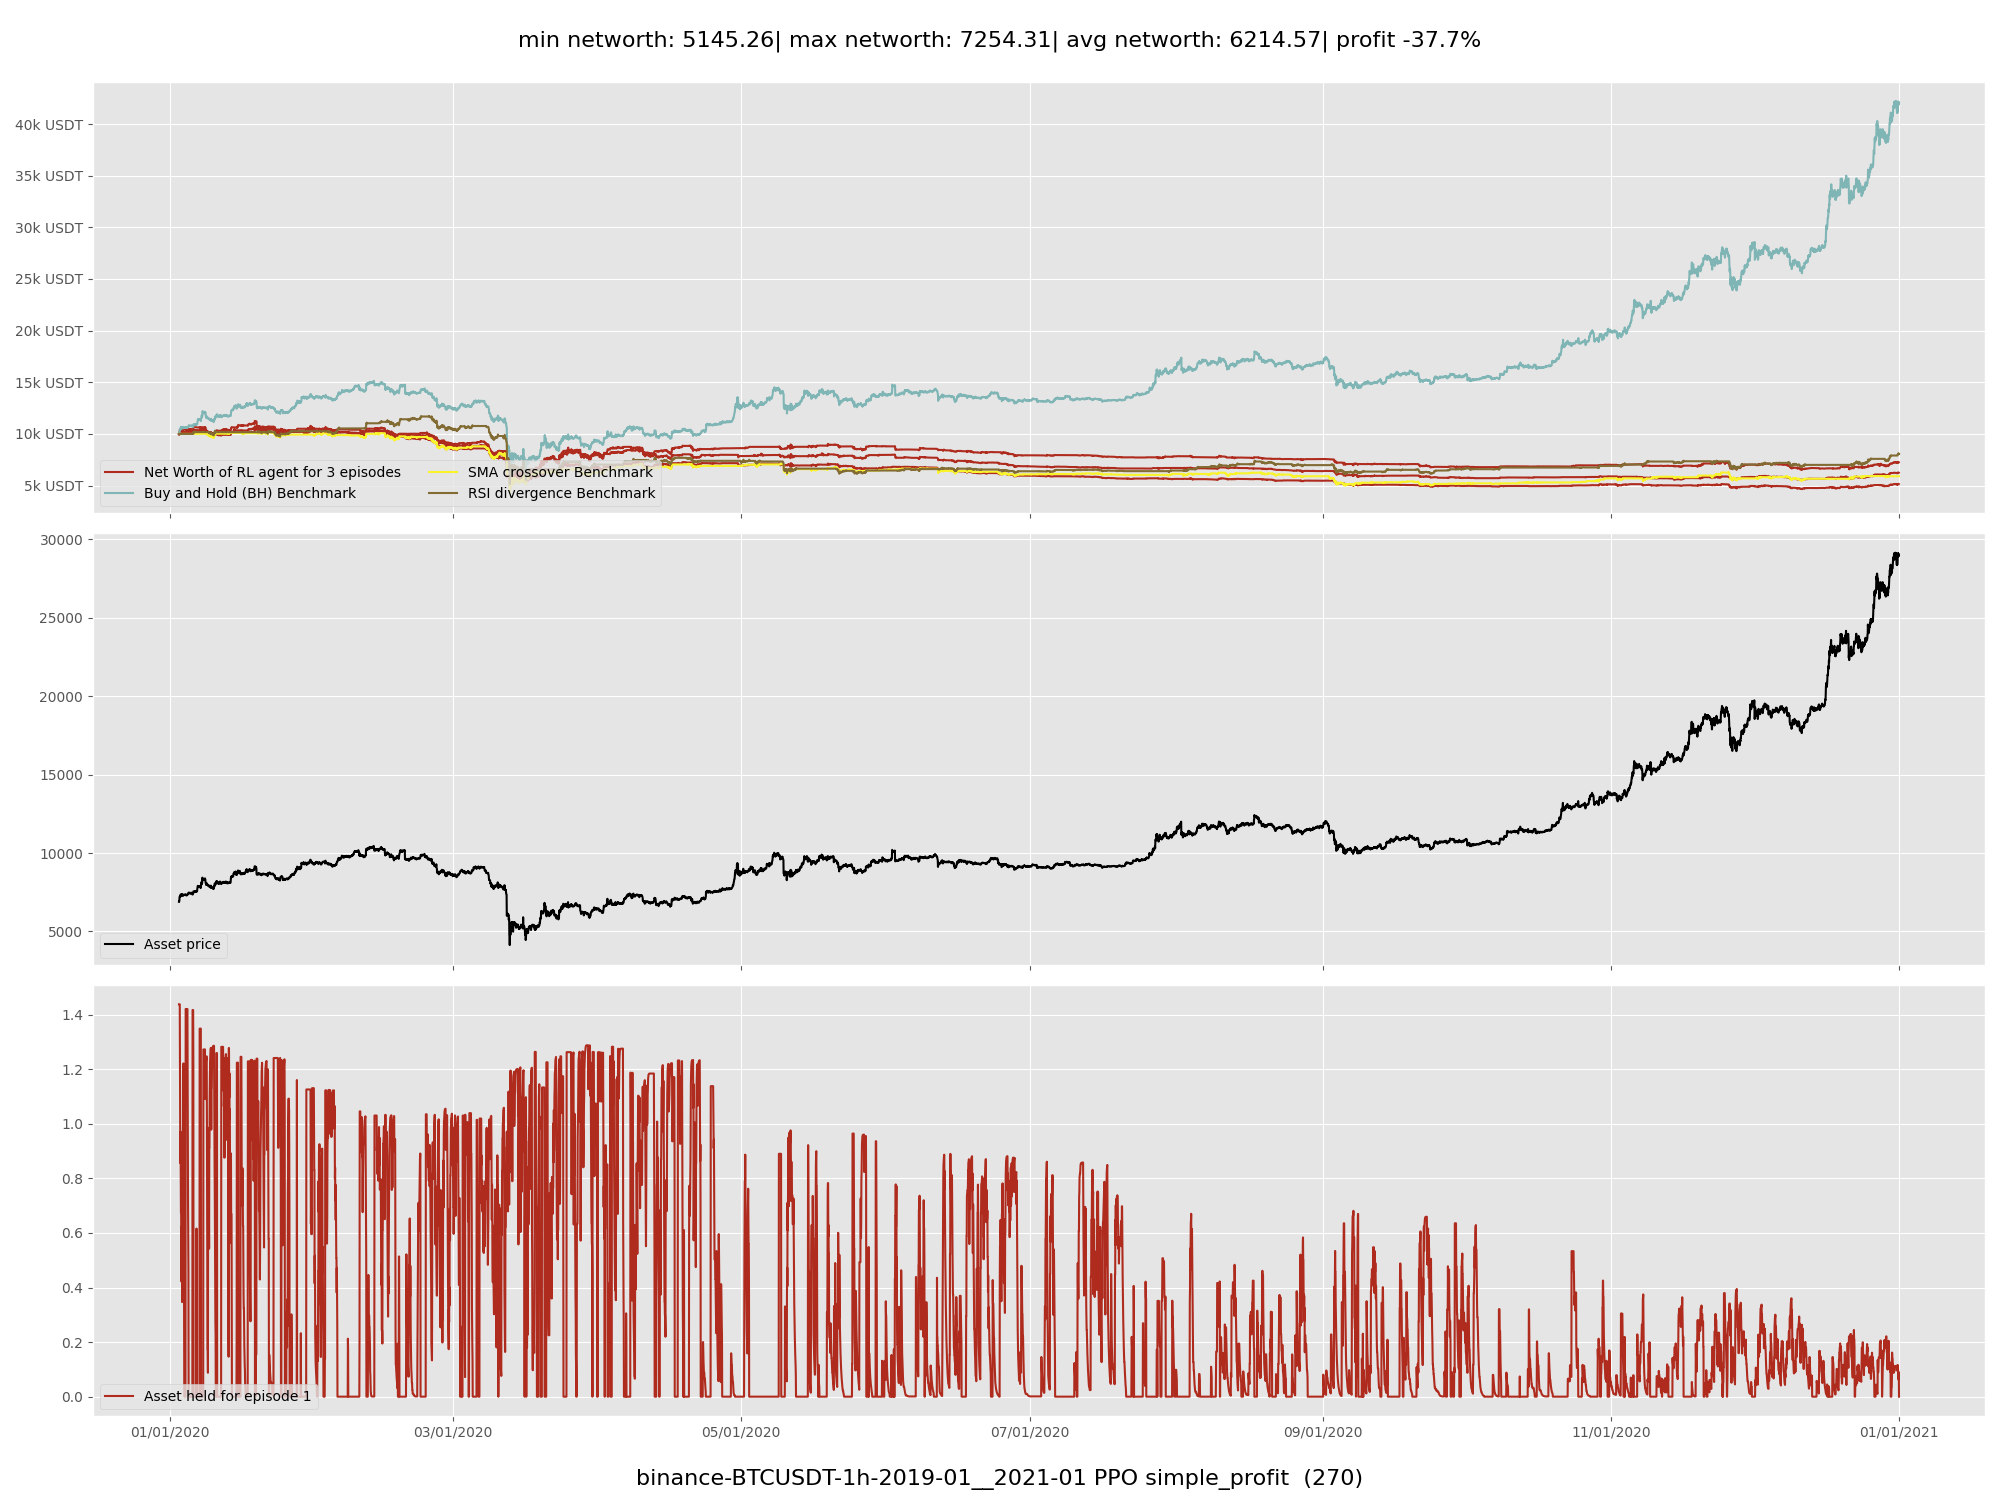 min networth: 5145.26| max networth: 7254.31| avg networth: 6214.57| profit -37.7%
40k USDT
35k USDT
30k USDT
25k USDT
20k USDT
15k USDT
10k USDT
5k USDT
Net Worth of RL agent for 3 episodes
Buy and Hold (BH) Benchmark
SMA crossover Benchmark
RSI divergence Benchmark
30000
25000
20000
15000
10000
5000
Asset price
1.4
1.2
1.0
0.8
0.6
0.4
0.2
0.0
Asset held for episode 1
01/01/2020
03/01/2020
05/01/2020
07/01/2020
09/01/2020
11/01/2020
01/01/2021
binance-BTCUSDT-1h-2019-01__2021-01 PPO simple_profit  (270)